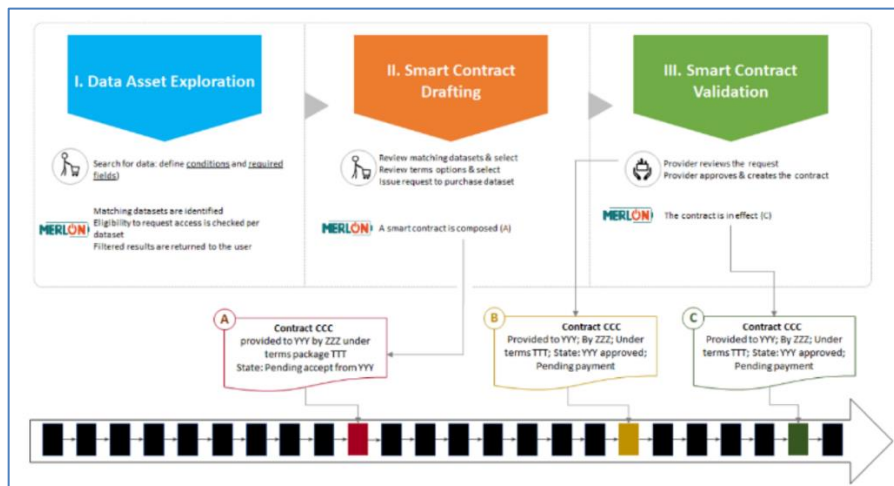 I. Data Asset Exploration
II. Smart Contract
Drafting
III. Smart Contract
Validation
Search for data: define conditions and required
fields)
MERLON
Matching datasets are identified
Eligibility to request access is checked per
dataset
Filtered results are returned to the user
Review matching datasets & select
Review terms options & select
Issue request to purchase dataset
MERLON
A smart contract is composed (A)
Provider reviews the request
Provider approves & creates the contract
MERLON
The contract is in effect (C)
A
Contract CCC
provided to YYY by ZZZ under
terms package TTT
State: Pending accept from YYY
B
Contract CCC
Provided to YYY; By ZZZ; Under
terms TTT; State: YYY approved;
Pending payment
C
Contract CCC
Provided to YYY; By ZZZ; Under
terms TTT; State: YYY approved;
Pending payment